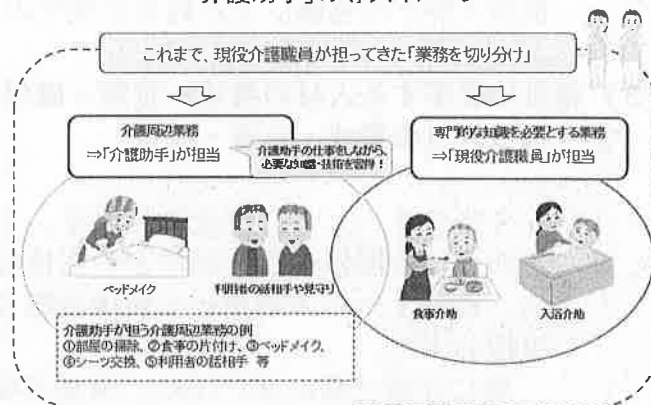 これまで、現役介護職員が担ってきた「業務を切り分け」
介護周辺業務
⇒「介護助手」が担当
介護助手の仕事をしながら、
必要な知識・技術を習得!
専門的な知識を必要とする業務
⇒「現役介護職員」が担当
ベッドメイク
利用者の話相手や見守り
食事介助
入浴介助
介護助手が担う介護周辺業務の例
①部屋の掃除、②食事の片付け、③ベッドメイク、
④シーツ交換、⑤利用者の話相手 等